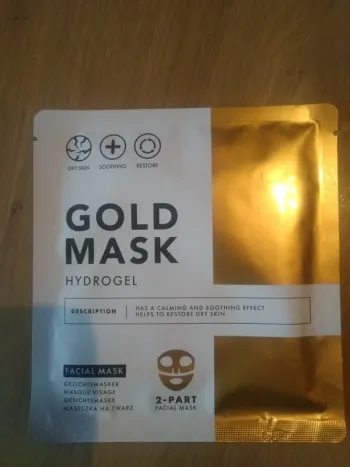 DRY SKIN SOOTHING RESTORE
GOLD
MASK
HYDROGEL
DESCRIPTION HAS A CALMING AND SOOTHING EFFECT
HELPS TO RESTORE DRY SKIN
FACIAL MASK
GEZICHTSMASKER
MASQUE VISAGE
GESICHTSMASKE
MASECZKA NA TWARZ
2-PART
FACIAL MASK